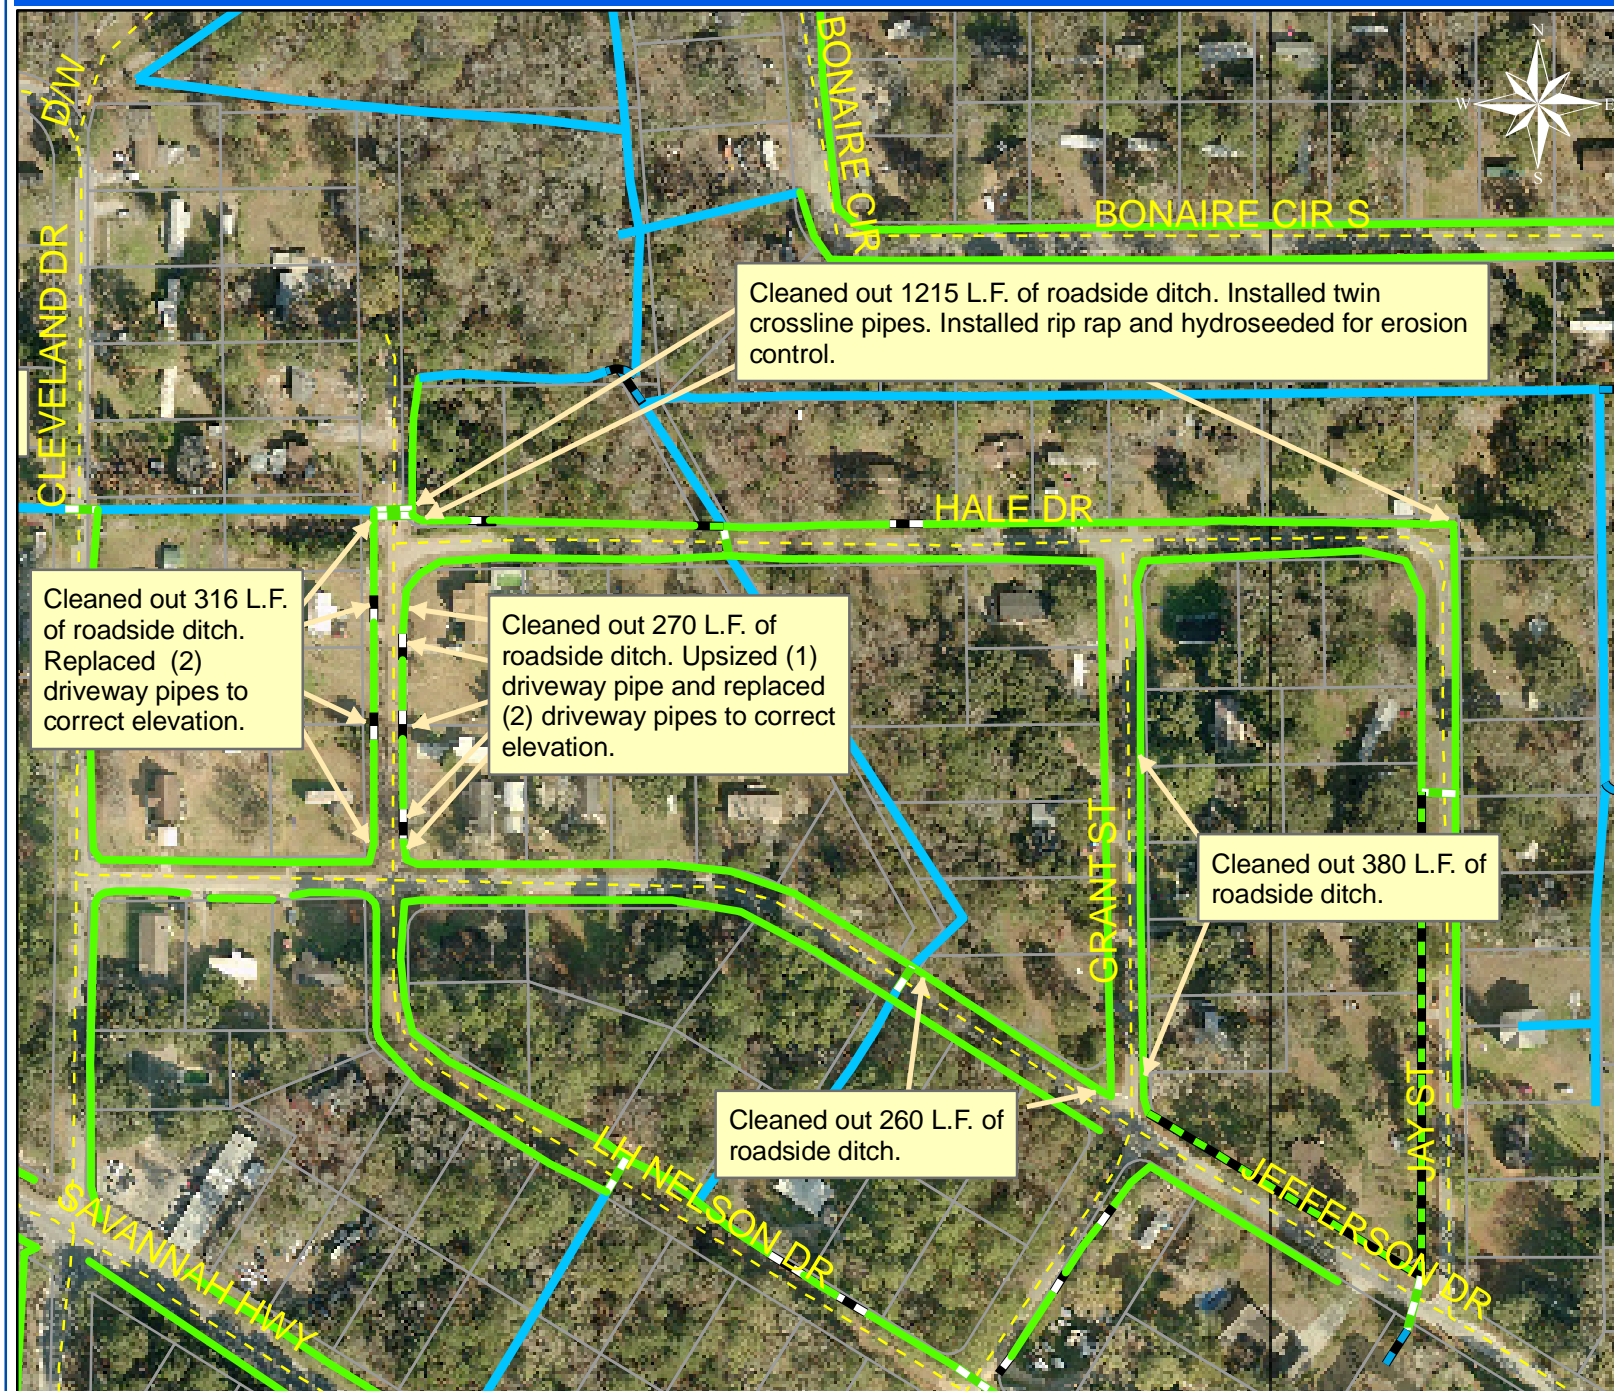 N
W
E
S
D/W
BONAIRE CIR
BONAIRE CIR S
CLEVELAND DR
Cleaned out 1215 L.F. of roadside ditch. Installed twin
crossline pipes. Installed rip rap and hydroseeded for erosion
control.
HALE DR
Cleaned out 316 L.F.
of roadside ditch.
Replaced (2)
driveway pipes to
correct elevation.
Cleaned out 270 L.F. of
roadside ditch. Upsized (1)
driveway pipe and replaced
(2) driveway pipes to correct
elevation.
GRANT ST
Cleaned out 380 L.F. of
roadside ditch.
Cleaned out 260 L.F. of
roadside ditch.
JAY ST
LH NELSON DR
JEFFERSON DR
SAVANNAH HWY